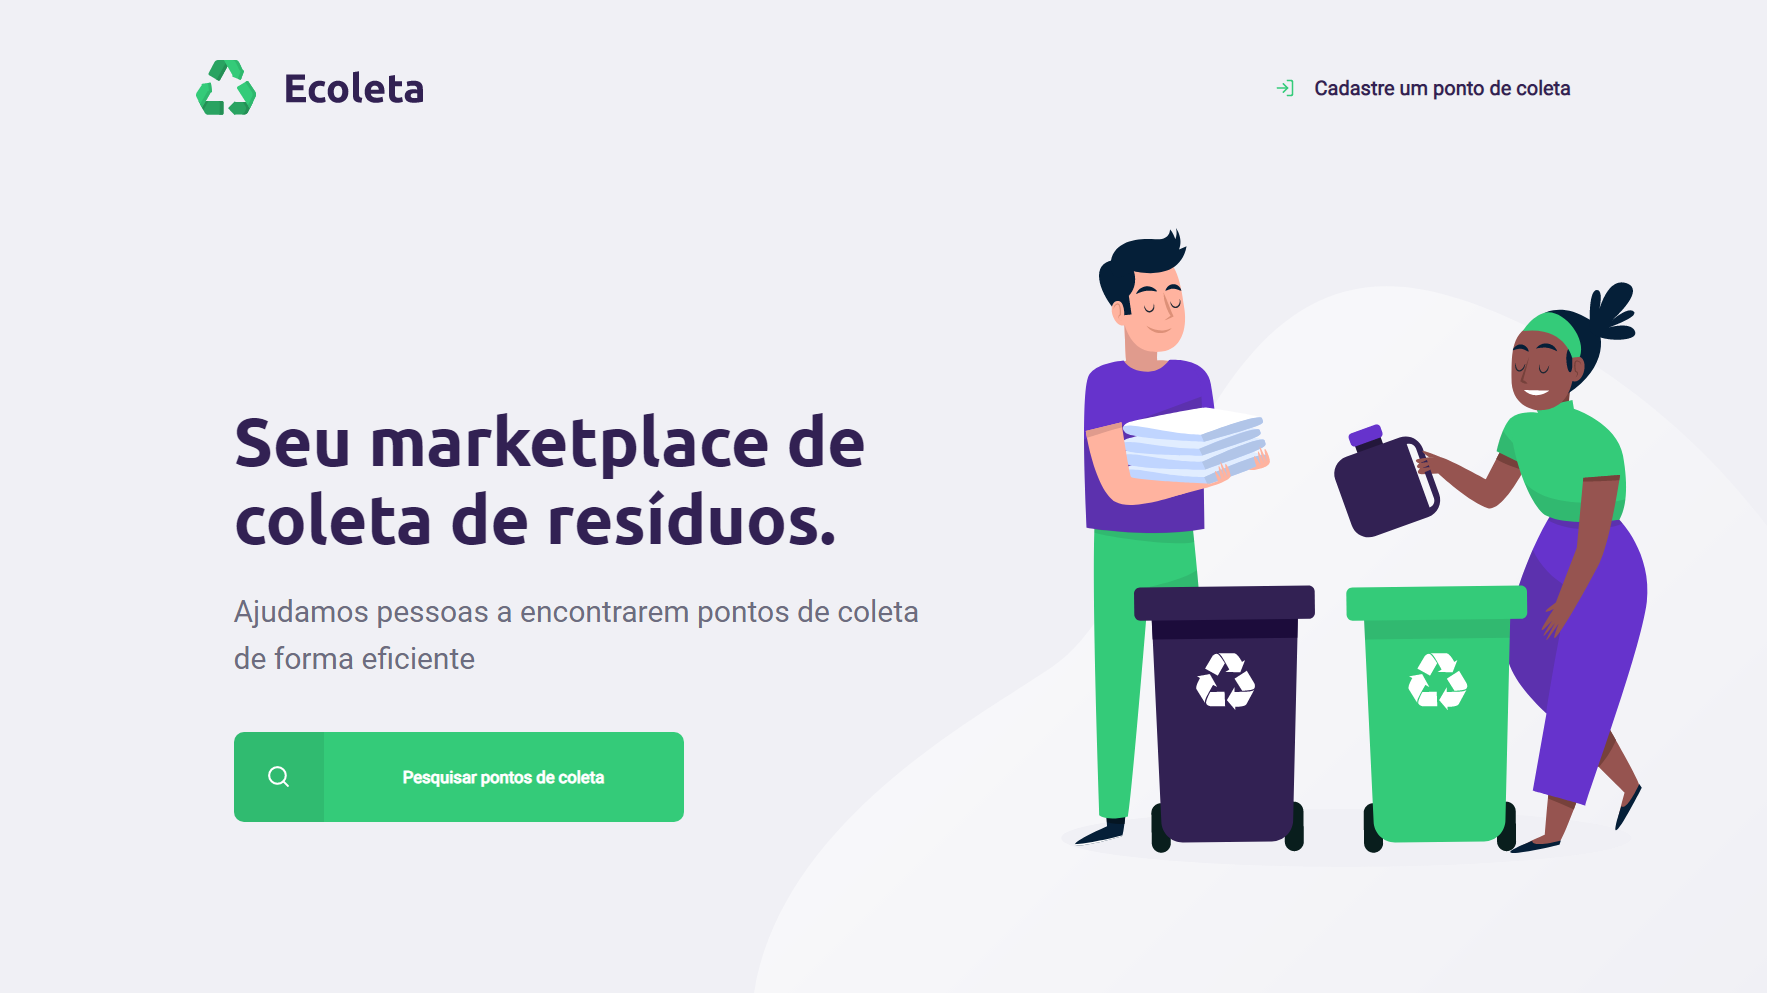 Ecoleta
Cadastre um ponto de coleta
Seu marketplace de
coleta de resíduos.
Ajudamos pessoas a encontrarem pontos de coleta
de forma eficiente
Pesquisar pontos de coleta